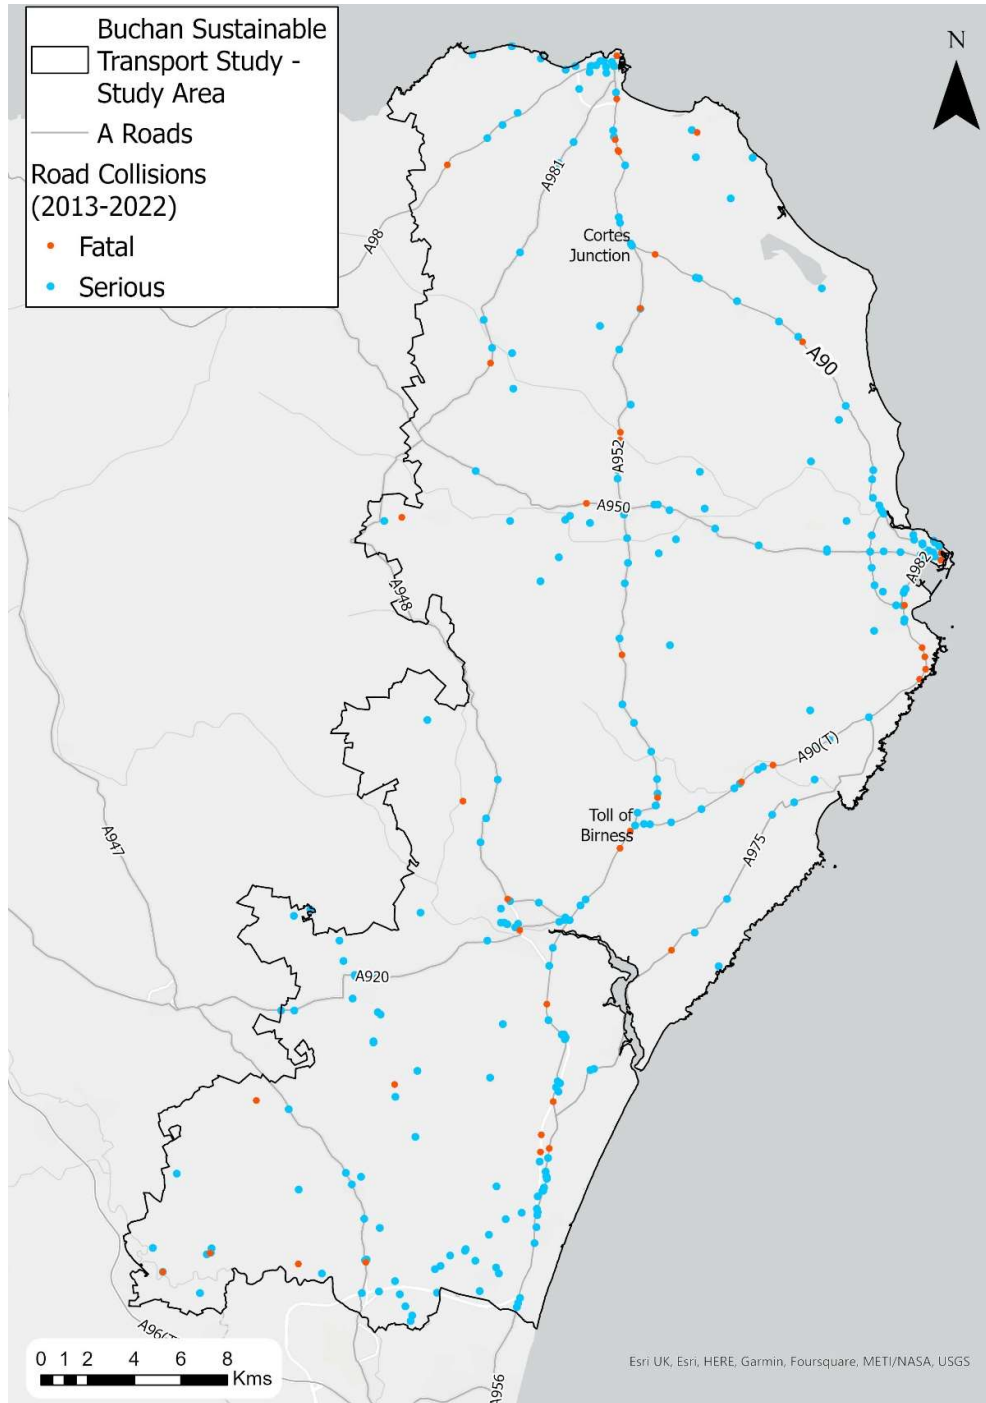 Buchan Sustainable
Transport Study -
Study Area
A Roads
Road Collisions
(2013-2022)
Fatal
Serious
N
A981
A98
Cortes
Junction
A90
A952
A950
A982
A948
A90(T)
Toll of
Birness
A947
A975
A920
A96(T)
0 1 2 4 6 8
Kms
A956
Esri UK, Esri, HERE, Garmin, Foursquare, METI/NASA, USGS